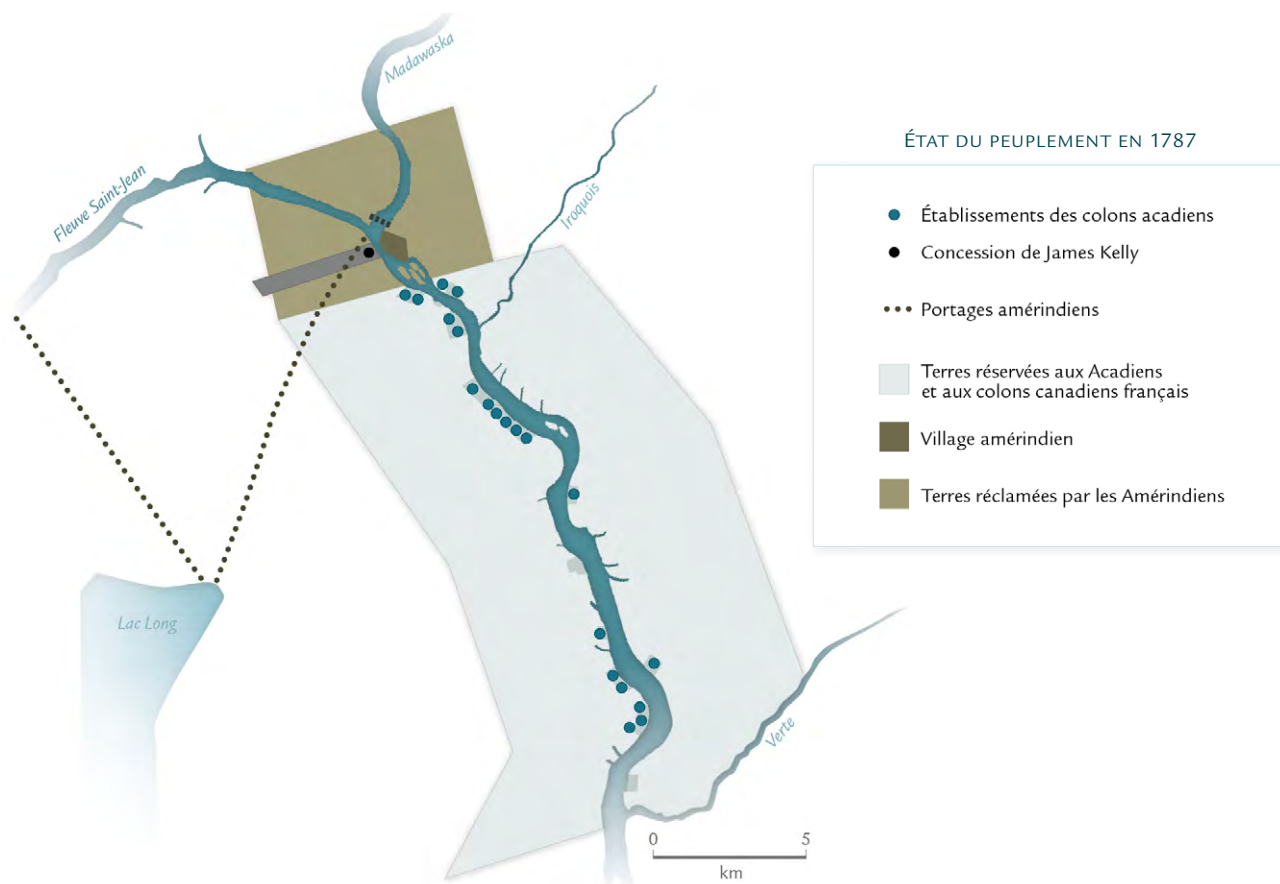 Madawaska
Fleuve Saint-Jean
Iroquois
Lac Long
Verte
0 5
km
ÉTAT DU PEUPLEMENT EN 1787
Établissements des colons acadiens
Concession de James Kelly
Portages amérindiens
Terres réservées aux Acadiens
et aux colons canadiens français
Village amérindien
Terres réclamées par les Amérindiens